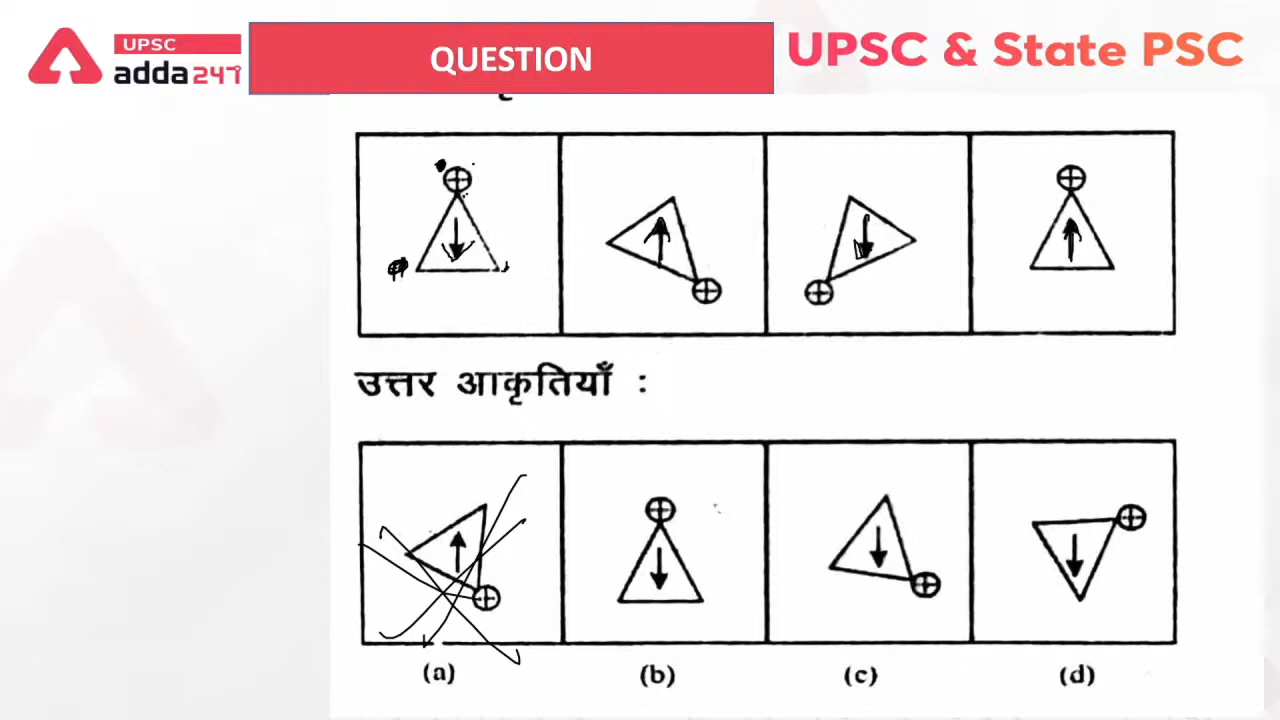 UPSC
adda247
QUESTION
UPSC & State PSC
उत्तर आकृतियाँ :
(a) (b) (c) (d)